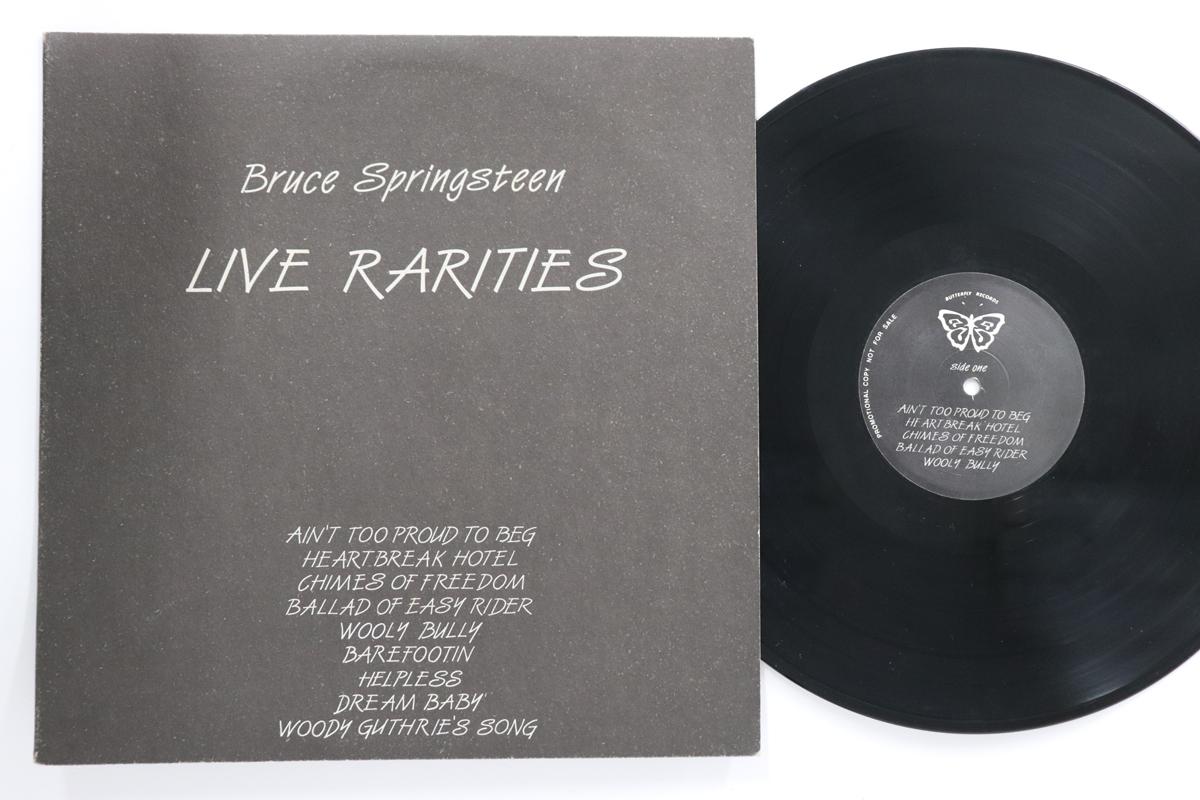 Bruce Springsteen
LIVE RARITIES
AIN'T TOO PROUD TO BEG
HEARTBREAK HOTEL
CHIMES OF FREEDOM
BALLAD OF EASY RIDER
WOOLY BULLY
BAREFOOTIN
HELPLESS
DREAM BABY'
WOODY GUTHRIE'S SONG
BUTTERFLY RECORDS
PROMOTIONAL COPY NOT FOR SALE
side one
AIN'T TOO PROUD TO BEG
HEARTBREAK HOTEL
CHIMES OF FREEDOM
BALLAD OF EASY RIDER
WOOLY BULLY